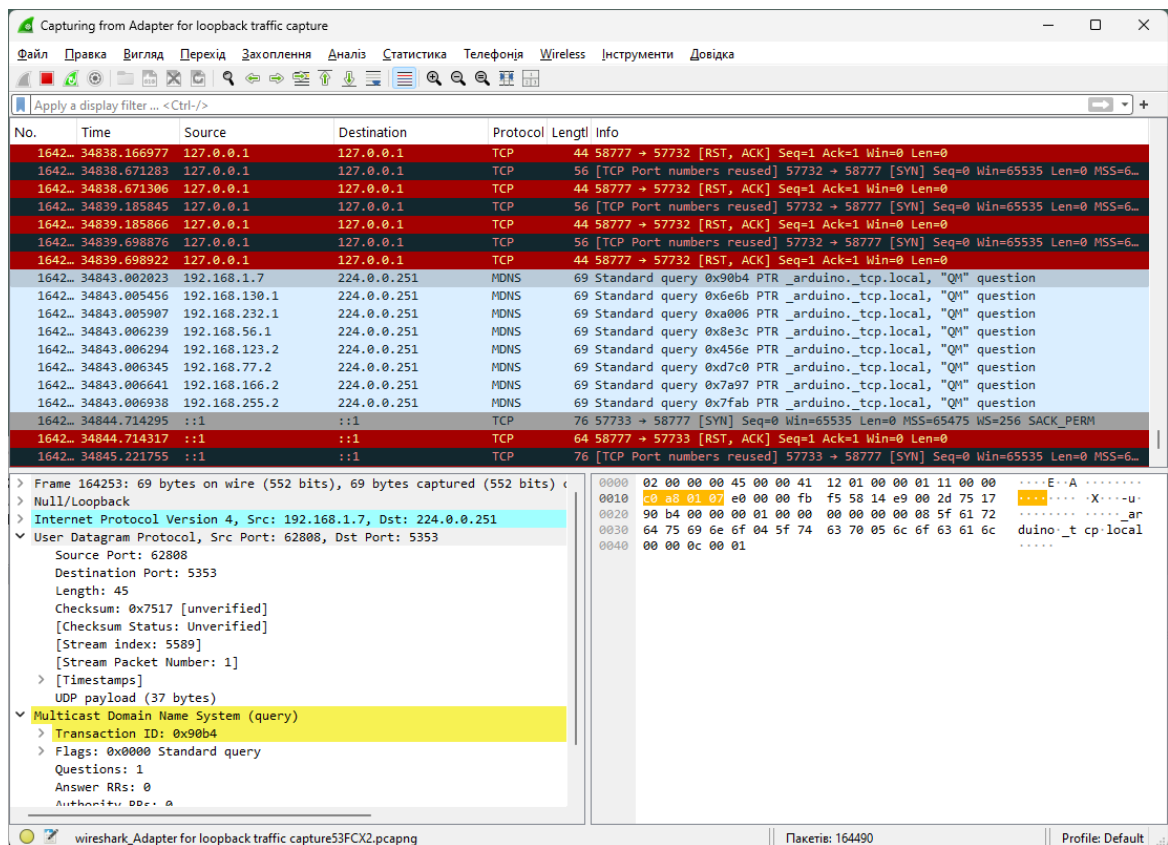 Capturing from Adapter for loopback traffic capture
Файл Правка Вигляд Перехід Захоплення Аналіз Статистика Телефонія Wireless Інструменти Довідка
Apply a display filter ... <Ctrl-/>
No. Time Source Destination Protocol Lengtl Info
1642… 34838.166977 127.0.0.1 127.0.0.1 TCP 44 58777 → 57732 [RST, ACK] Seq=1 Ack=1 Win=0 Len=0
1642… 34838.671283 127.0.0.1 127.0.0.1 TCP 56 [TCP Port numbers reused] 57732 → 58777 [SYN] Seq=0 Win=65535 Len=0 MSS=6…
1642… 34838.671306 127.0.0.1 127.0.0.1 TCP 44 58777 → 57732 [RST, ACK] Seq=1 Ack=1 Win=0 Len=0
1642… 34839.185845 127.0.0.1 127.0.0.1 TCP 56 [TCP Port numbers reused] 57732 → 58777 [SYN] Seq=0 Win=65535 Len=0 MSS=6…
1642… 34839.185866 127.0.0.1 127.0.0.1 TCP 44 58777 → 57732 [RST, ACK] Seq=1 Ack=1 Win=0 Len=0
1642… 34839.698876 127.0.0.1 127.0.0.1 TCP 56 [TCP Port numbers reused] 57732 → 58777 [SYN] Seq=0 Win=65535 Len=0 MSS=6…
1642… 34839.698922 127.0.0.1 127.0.0.1 TCP 44 58777 → 57732 [RST, ACK] Seq=1 Ack=1 Win=0 Len=0
1642… 34843.002023 192.168.1.7 224.0.0.251 MDNS 69 Standard query 0x90b4 PTR _arduino._tcp.local, "QM" question
1642… 34843.005456 192.168.130.1 224.0.0.251 MDNS 69 Standard query 0x6e6b PTR _arduino._tcp.local, "QM" question
1642… 34843.005907 192.168.232.1 224.0.0.251 MDNS 69 Standard query 0xa006 PTR _arduino._tcp.local, "QM" question
1642… 34843.006239 192.168.56.1 224.0.0.251 MDNS 69 Standard query 0x8e3c PTR _arduino._tcp.local, "QM" question
1642… 34843.006294 192.168.123.2 224.0.0.251 MDNS 69 Standard query 0x456e PTR _arduino._tcp.local, "QM" question
1642… 34843.006345 192.168.77.2 224.0.0.251 MDNS 69 Standard query 0xd7c0 PTR _arduino._tcp.local, "QM" question
1642… 34843.006641 192.168.166.2 224.0.0.251 MDNS 69 Standard query 0x7a97 PTR _arduino._tcp.local, "QM" question
1642… 34843.006938 192.168.255.2 224.0.0.251 MDNS 69 Standard query 0x7fab PTR _arduino._tcp.local, "QM" question
1642… 34844.714295 ::1 ::1 TCP 76 57733 → 58777 [SYN] Seq=0 Win=65535 Len=0 MSS=65475 WS=256 SACK_PERM
1642… 34844.714317 ::1 ::1 TCP 64 58777 → 57733 [RST, ACK] Seq=1 Ack=1 Win=0 Len=0
1642… 34845.221755 ::1 ::1 TCP 76 [TCP Port numbers reused] 57733 → 58777 [SYN] Seq=0 Win=65535 Len=0 MSS=6…
Frame 164253: 69 bytes on wire (552 bits), 69 bytes captured (552 bits)
Null/Loopback
Internet Protocol Version 4, Src: 192.168.1.7, Dst: 224.0.0.251
User Datagram Protocol, Src Port: 62808, Dst Port: 5353
Source Port: 62808
Destination Port: 5353
Length: 45
Checksum: 0x7517 [unverified]
[Checksum Status: Unverified]
[Stream index: 5589]
[Stream Packet Number: 1]
[Timestamps]
UDP payload (37 bytes)
Multicast Domain Name System (query)
Transaction ID: 0x90b4
Flags: 0x0000 Standard query
Questions: 1
Answer RRs: 0
Authority RRs: 0
0000 02 00 00 00 45 00 00 41 12 01 00 00 01 11 00 00 ····E··A ········
0010 c0 a8 01 07 e0 00 00 fb f5 58 14 e9 00 2d 75 17 ········ ·X···-u·
0020 90 b4 00 00 00 01 00 00 00 00 00 00 08 5f 61 72 ········ ·····_ar
0030 64 75 69 6e 6f 04 5f 74 63 70 05 6c 6f 63 61 6c duino·_t cp·local
0040 00 00 0c 00 01 ·····
wireshark_Adapter for loopback traffic capture53FCX2.pcapng Пакетів: 164490 Profile: Default